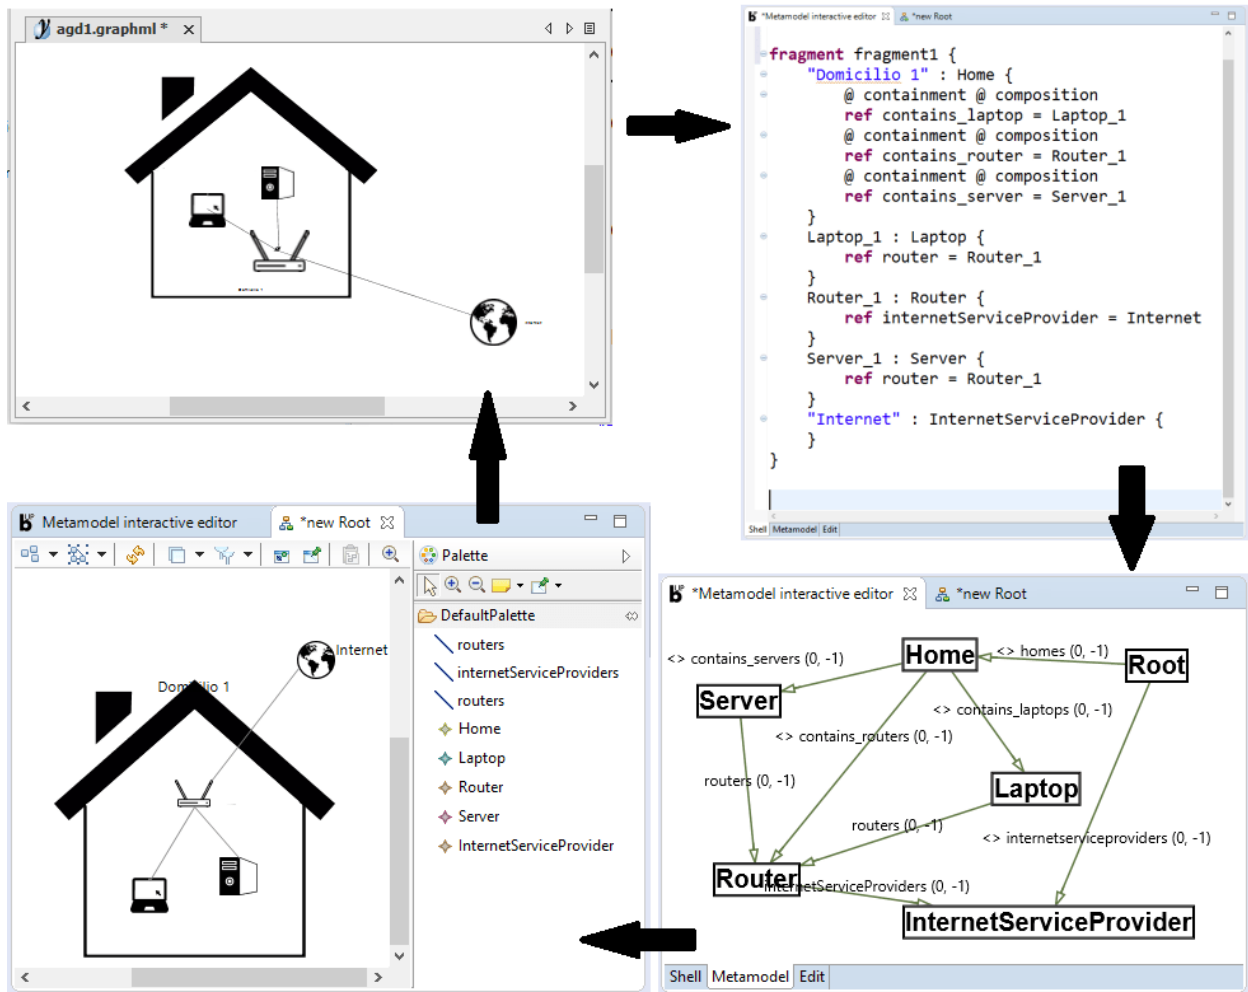 agd1.graphml *
Internet
*Metamodel interactive editor
*new Root
fragment fragment1 {
"Domicilio 1" : Home {
@ containment @ composition
ref contains_laptop = Laptop_1
@ containment @ composition
ref contains_router = Router_1
@ containment @ composition
ref contains_server = Server_1
}
Laptop_1 : Laptop {
ref router = Router_1
}
Router_1 : Router {
ref internetServiceProvider = Internet
}
Server_1 : Server {
ref router = Router_1
}
"Internet" : InternetServiceProvider {
}
}
Shell Metamodel Edit
Metamodel interactive editor
*new Root
Palette
DefaultPalette
routers
internetServiceProviders
routers
Home
Laptop
Router
Server
InternetServiceProvider
Internet
Domicilio 1
*Metamodel interactive editor
*new Root
<> contains_servers (0, -1)
Home
<> homes (0, -1)
Root
Server
<> contains_laptops (0, -1)
<> contains_routers (0, -1)
routers (0, -1)
Laptop
routers (0, -1)
<> internetserviceproviders (0, -1)
Router
internetServiceProviders (0, -1)
InternetServiceProvider
Shell Metamodel Edit